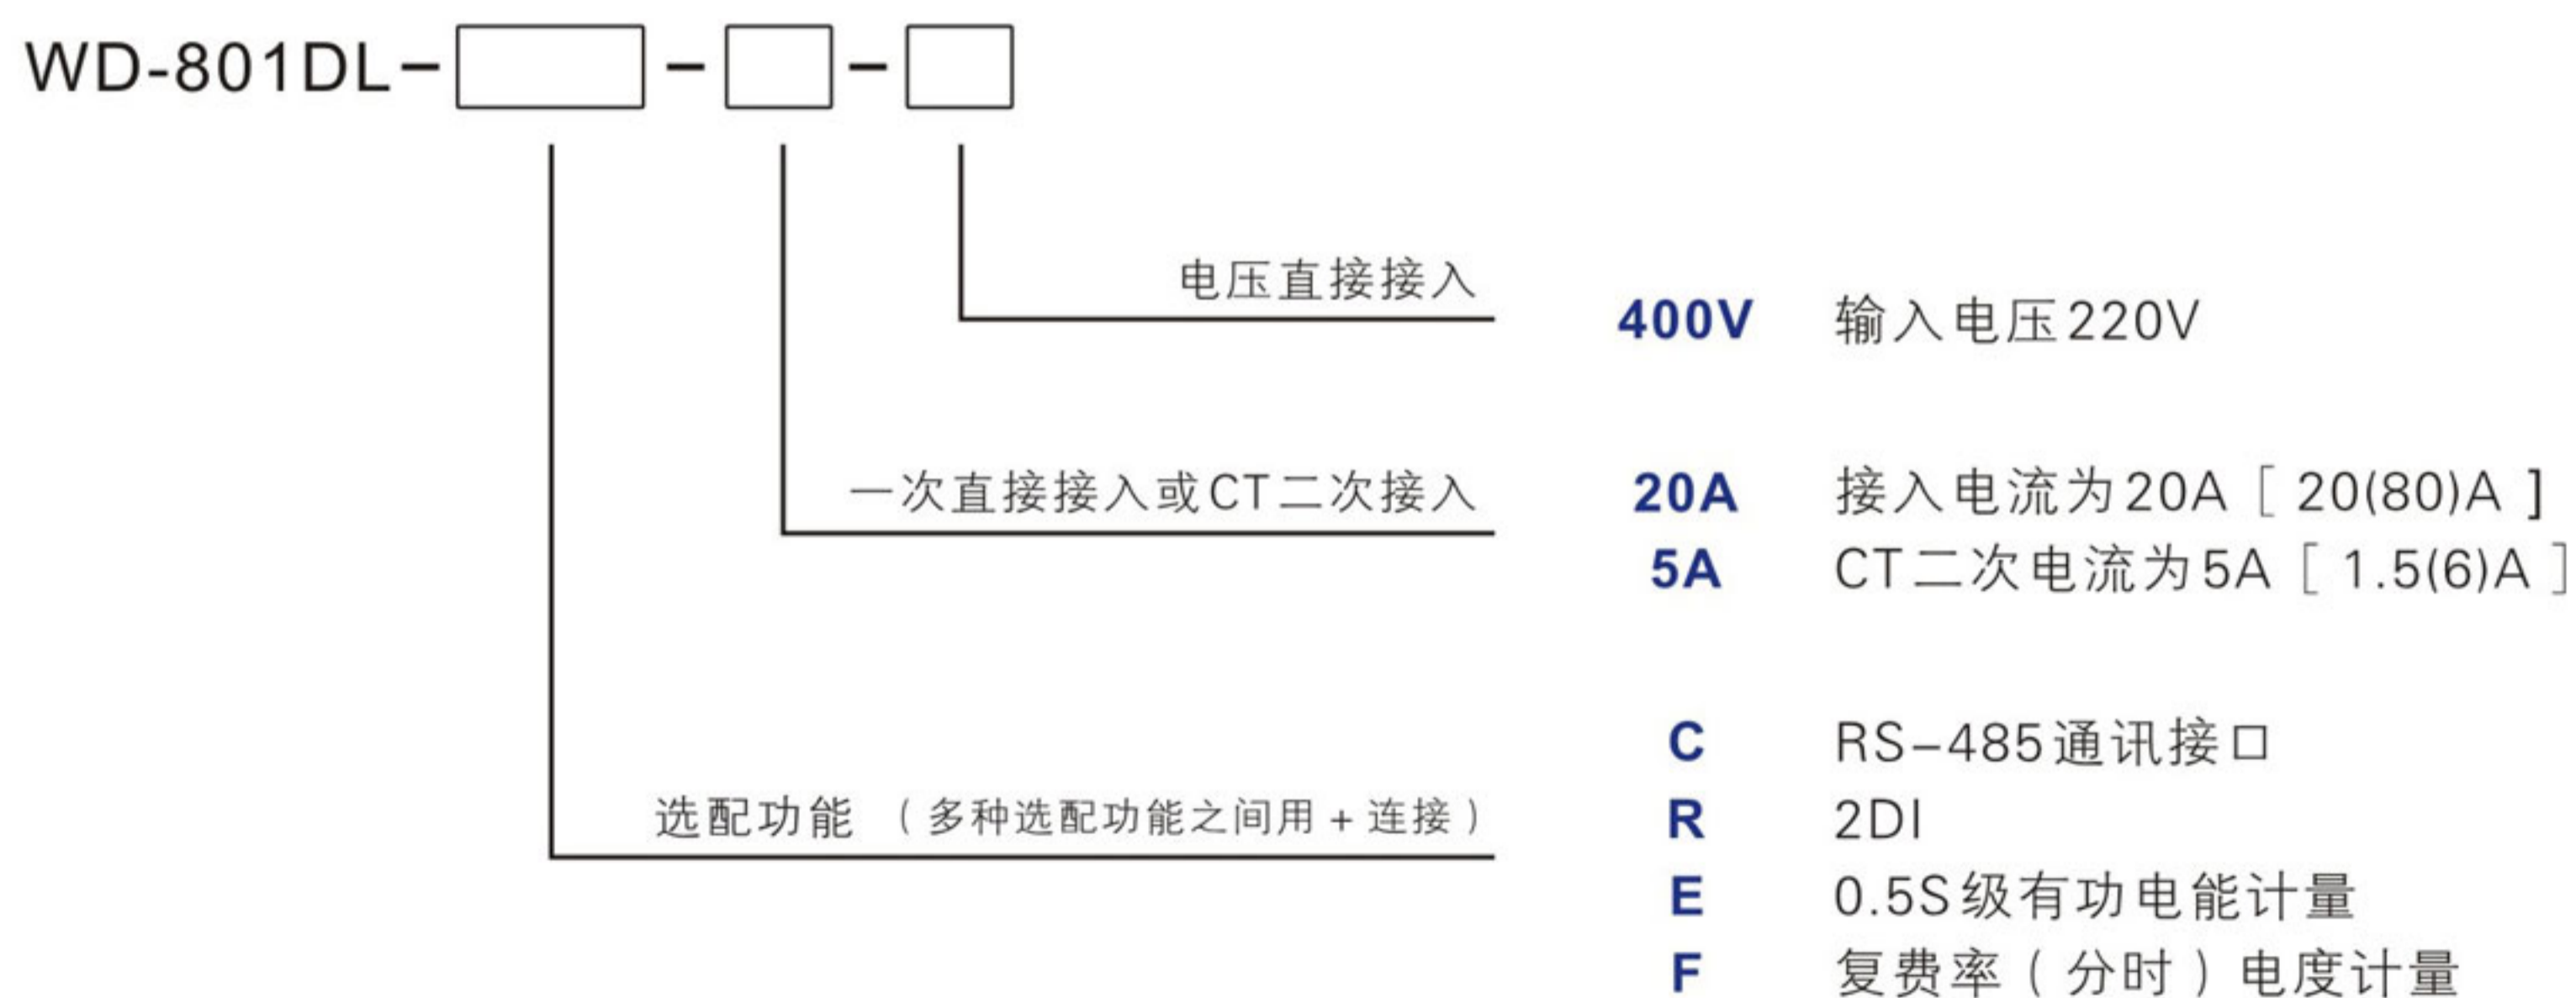 WD-801DL- - -
电压直接接入
400V 输入电压220V
一次直接接入或CT二次接入
20A 接入电流为20A [ 20(80)A ]
5A CT二次电流为5A [ 1.5(6)A ]
C RS-485通讯接口
选配功能 (多种选配功能之间用+连接)
R 2DI
E 0.5S级有功电能计量
F 复费率(分时)电度计量